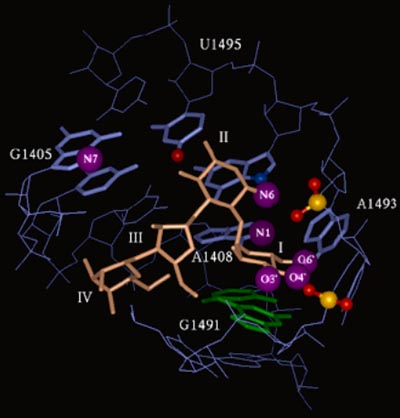 U1495
II
G1405
N7
N6
A1493
III
N1
I
A1408
O6'
O3'
O4'
IV
G1491